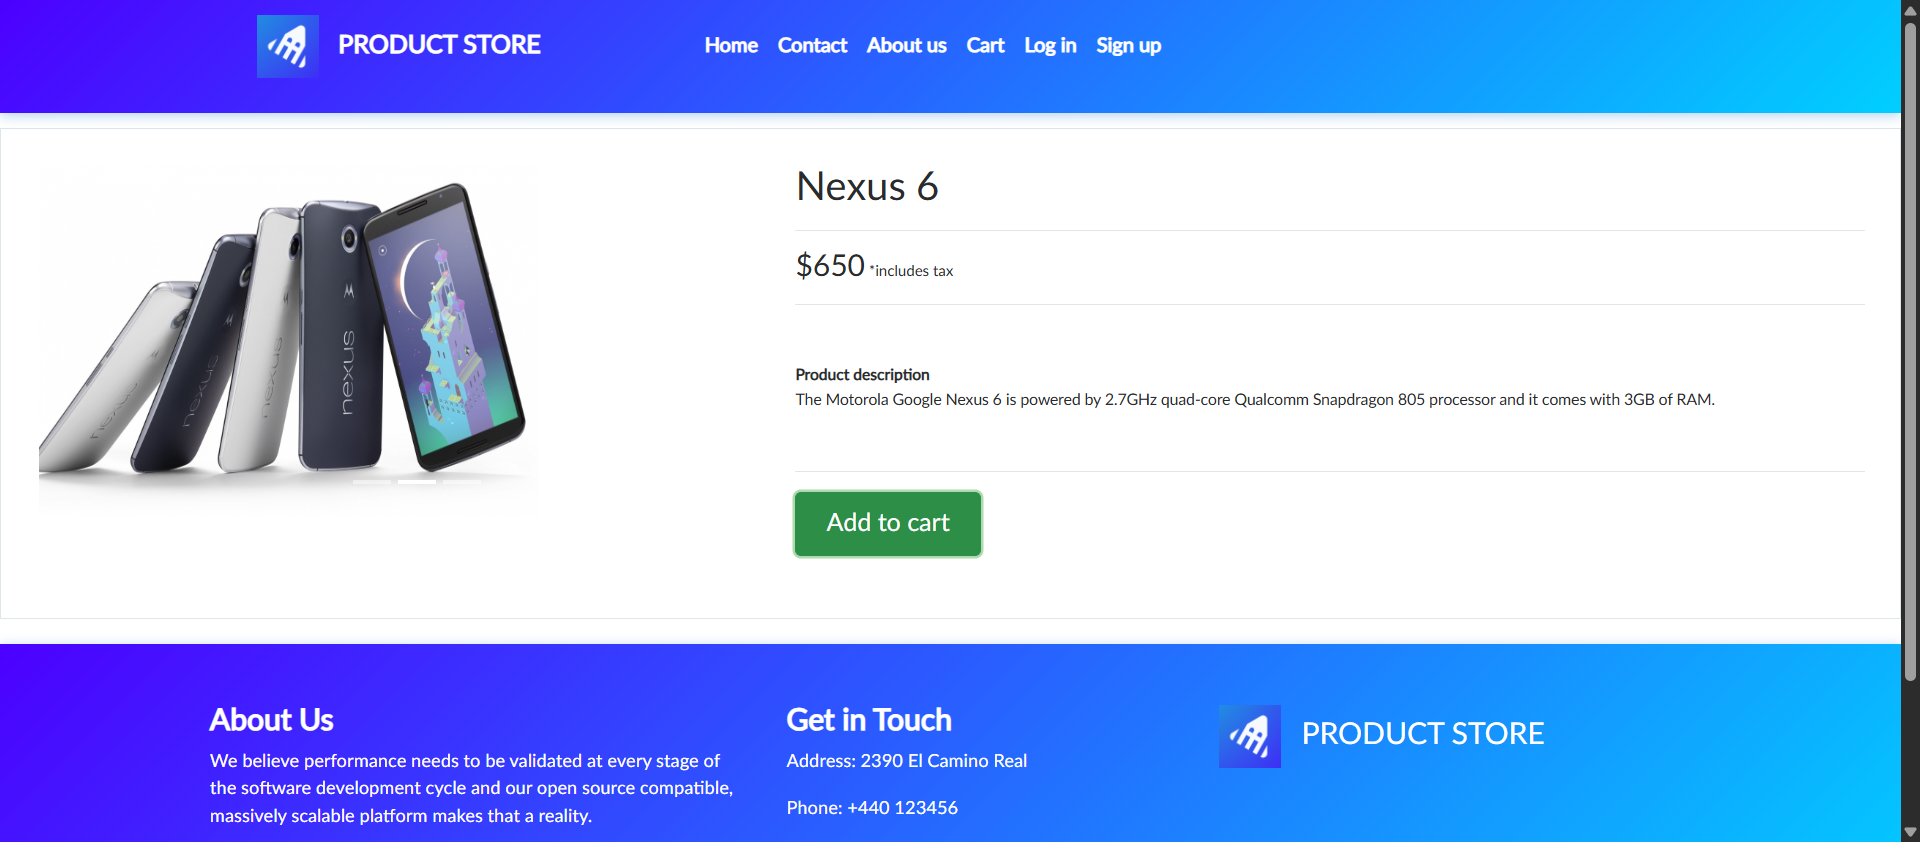 PRODUCT STORE
Home Contact About us Cart Log in Sign up
nexus
nexus
nexus
nexus
Nexus 6
$650 *includes tax
Product description
The Motorola Google Nexus 6 is powered by 2.7GHz quad-core Qualcomm Snapdragon 805 processor and it comes with 3GB of RAM.
Add to cart
About Us
We believe performance needs to be validated at every stage of
the software development cycle and our open source compatible,
massively scalable platform makes that a reality.
Get in Touch
Address: 2390 El Camino Real
Phone: +440 123456
PRODUCT STORE